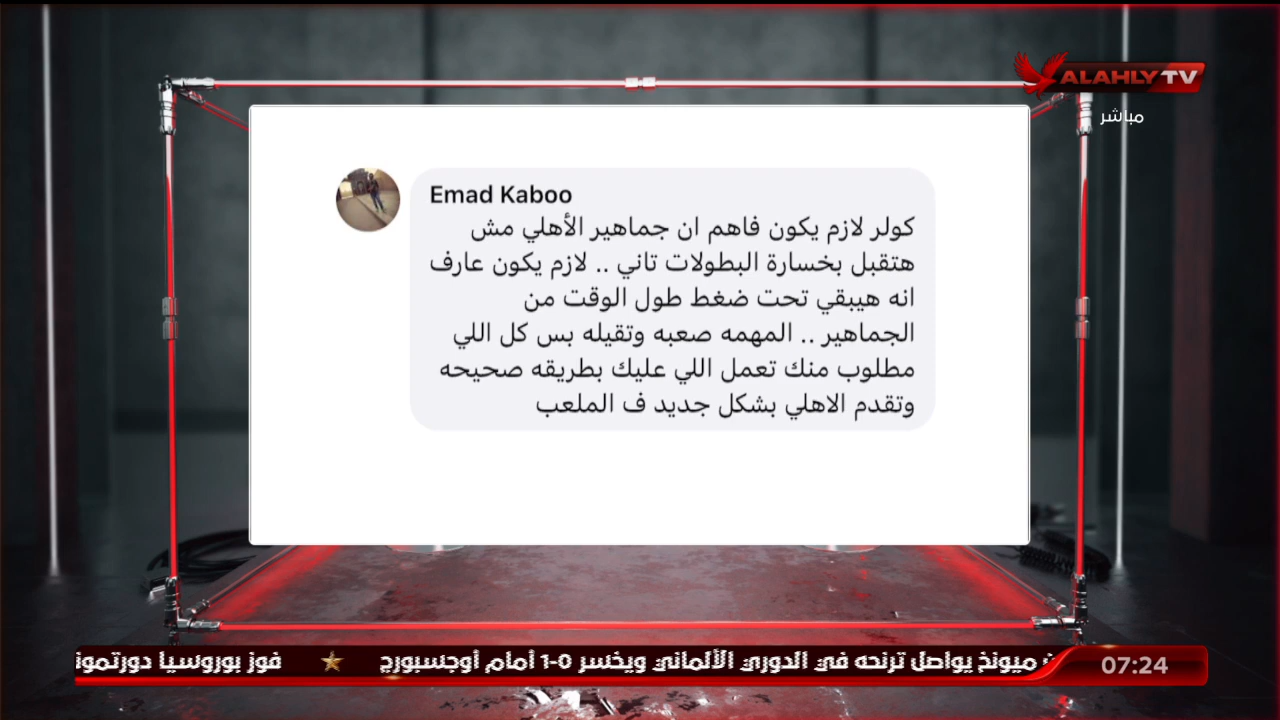 ALAHLY TV
مباشر
Emad Kaboo
كولر لازم يكون فاهم ان جماهير الأهلي مش
هتقبل بخسارة البطولات تاني .. لازم يكون عارف
انه هيبقي تحت ضغط طول الوقت من
الجماهير .. المهمه صعبه وتقيله بس كل اللي
مطلوب منك تعمل اللي عليك بطريقه صحيحه
وتقدم الاهلي بشكل جديد ف الملعب
07:24
ميونخ يواصل ترنحه في الدوري الألماني ويخسر 0-1 أمام أوجسبورج ★ فوز بوروسيا